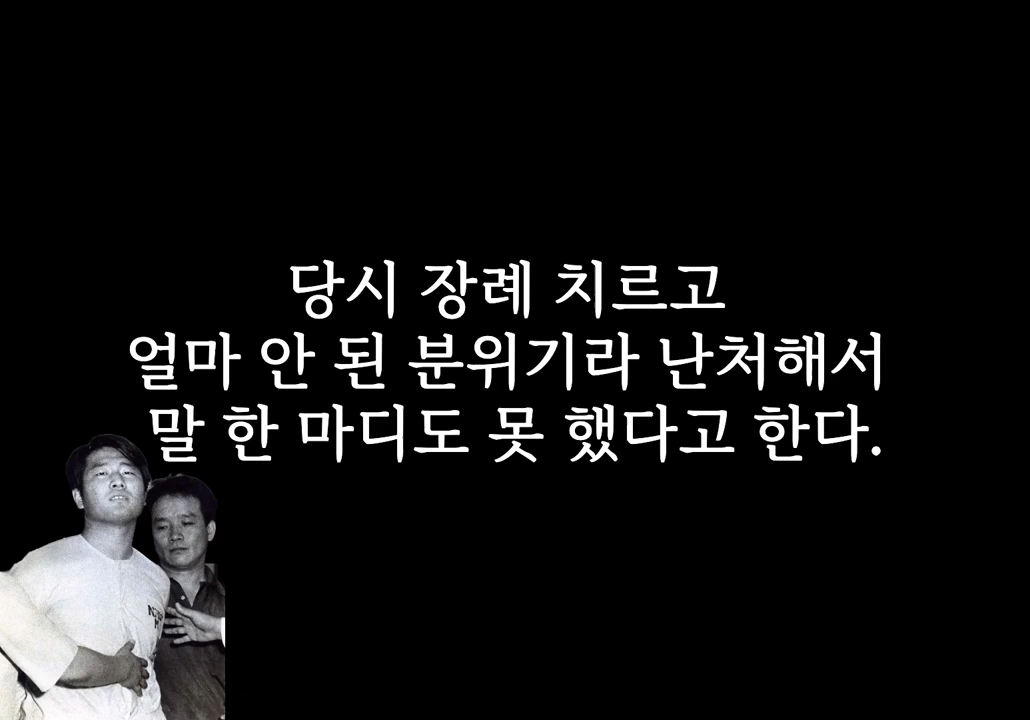 당시 장례 치르고
얼마 안 된 분위기라 난처해서
말 한 마디도 못 했다고 한다.